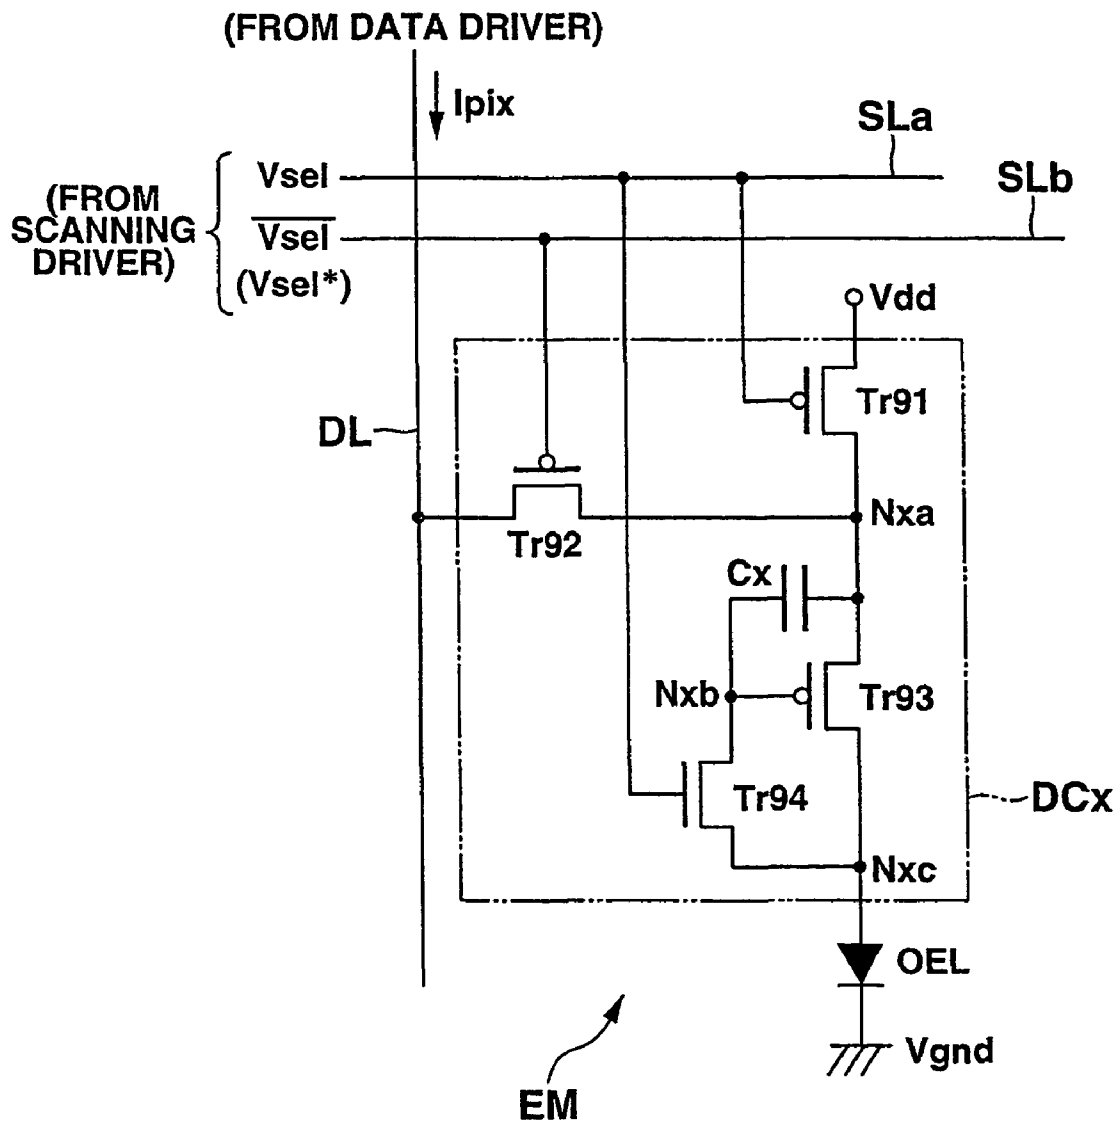 (FROM DATA DRIVER)
Ipix
SLa
Vsel
SLb
(FROM
SCANNING
DRIVER)
V̅s̅e̅l̅
(Vsel*)
Vdd
Tr91
DL
Nxa
Tr92
Cx
Nxb
Tr93
Tr94
DCx
Nxc
OEL
Vgnd
EM